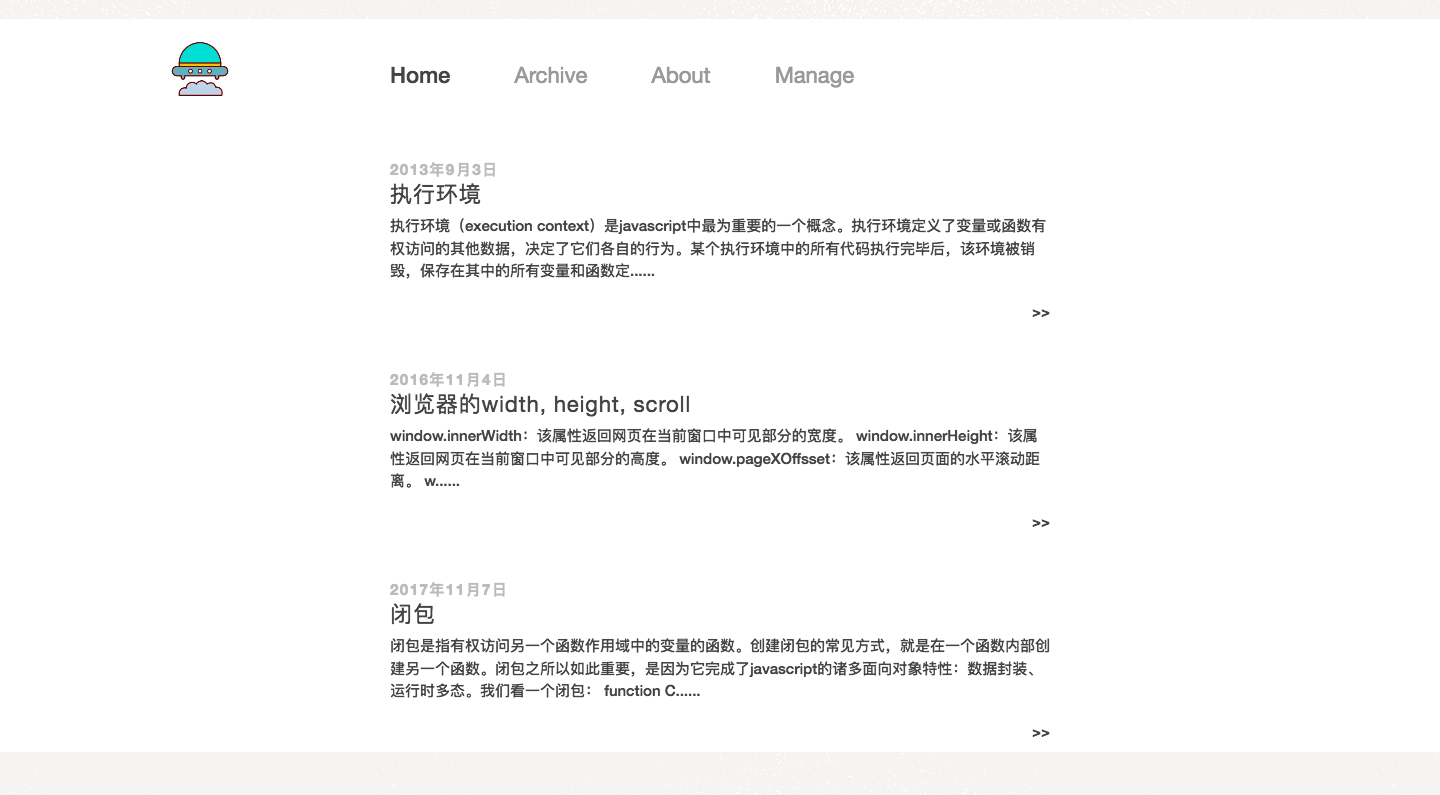 Home Archive About Manage
2013年9月3日
执行环境
执行环境（execution context）是javascript中最为重要的一个概念。执行环境定义了变量或函数有
权访问的其他数据，决定了它们各自的行为。某个执行环境中的所有代码执行完毕后，该环境被销
毁，保存在其中的所有变量和函数定......
>>
2016年11月4日
浏览器的width, height, scroll
window.innerWidth：该属性返回网页在当前窗口中可见部分的宽度。 window.innerHeight：该属
性返回网页在当前窗口中可见部分的高度。 window.pageXOffsset：该属性返回页面的水平滚动距
离。 w......
>>
2017年11月7日
闭包
闭包是指有权访问另一个函数作用域中的变量的函数。创建闭包的常见方式，就是在一个函数内部创
建另一个函数。闭包之所以如此重要，是因为它完成了javascript的诸多面向对象特性：数据封装、
运行时多态。我们看一个闭包： function C......
>>